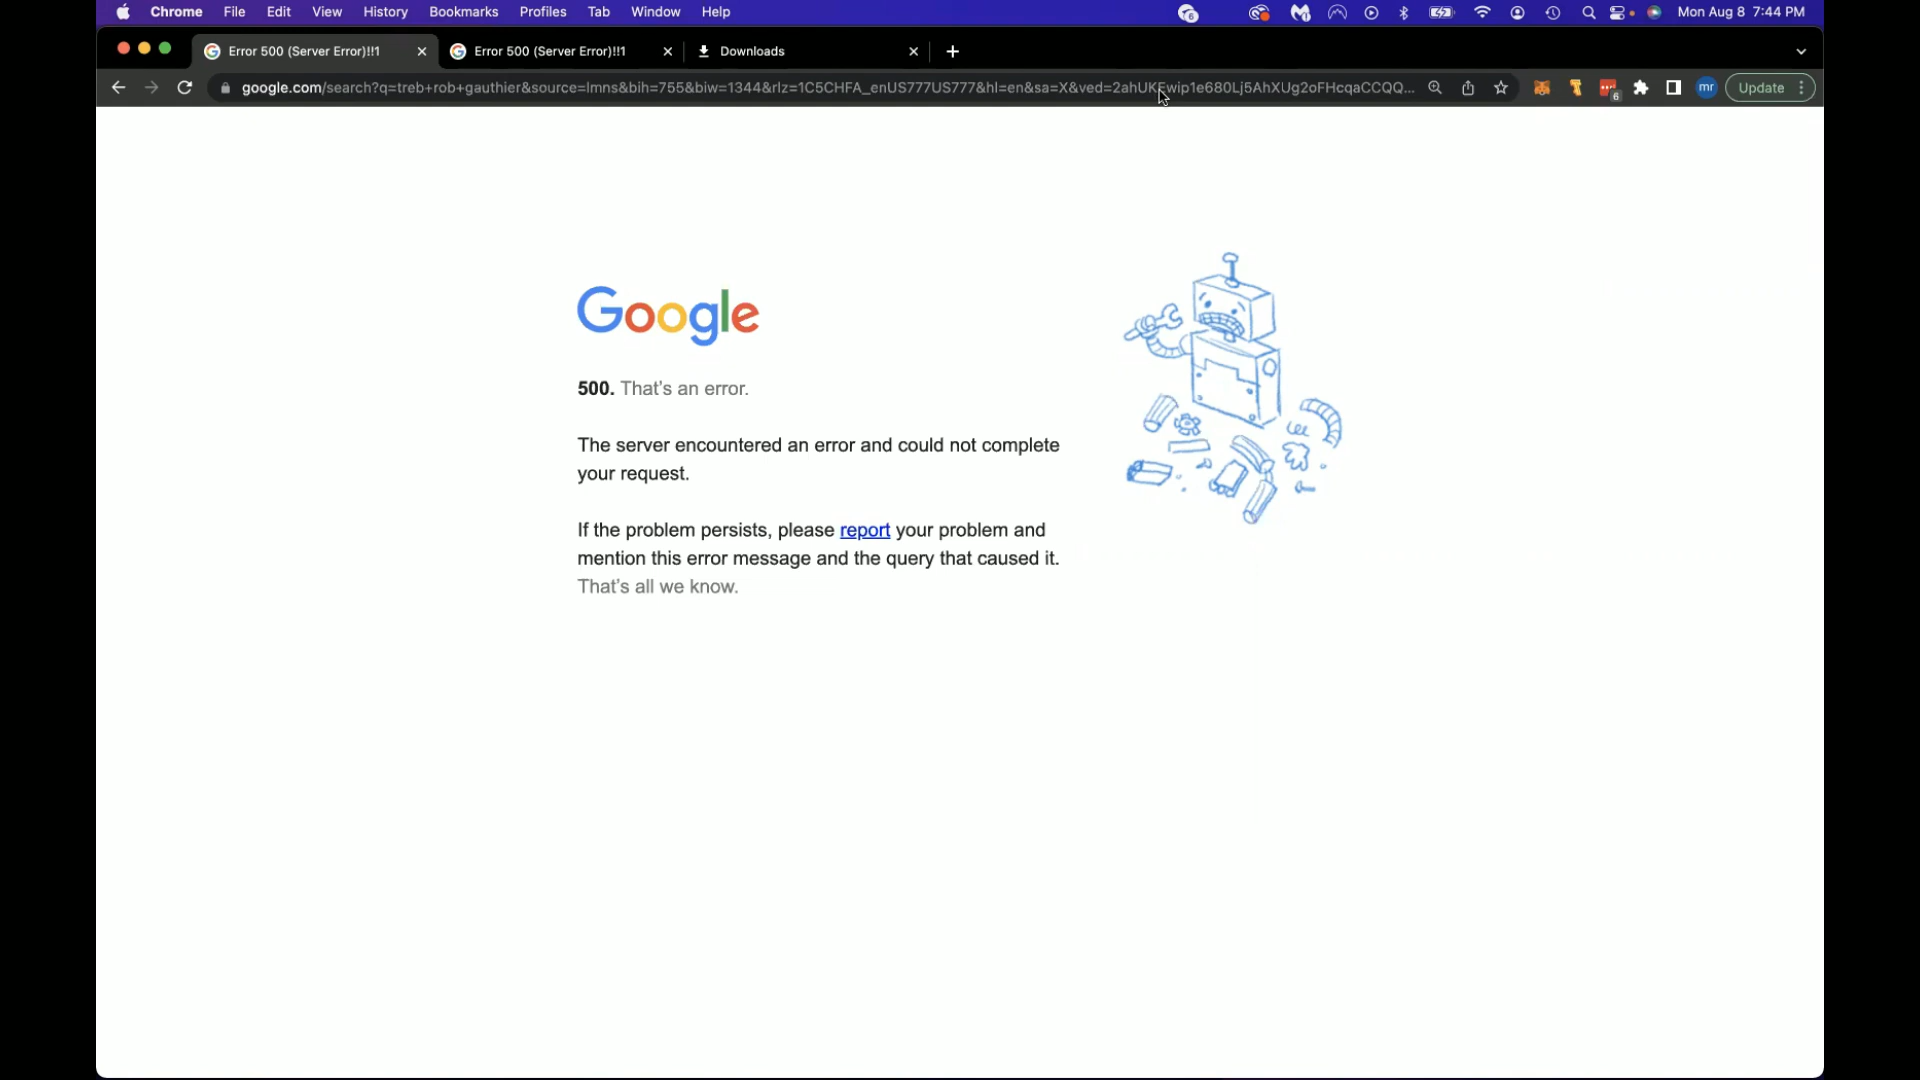 Chrome File Edit View History Bookmarks Profiles Tab Window Help Mon Aug 8 7:44 PM
Error 500 (Server Error)!!1 Error 500 (Server Error)!!1 Downloads
google.com/search?q=treb+rob+gauthier&source=lmns&bih=755&biw=1344&rlz=1C5CHFA_enUS777US777&hl=en&sa=X&ved=2ahUKEwip1e680Lj5AhXUg2oFHcqaCCQQ... 6 mr Update
Google
500. That's an error.
The server encountered an error and could not complete
your request.
If the problem persists, please report your problem and
mention this error message and the query that caused it.
That's all we know.